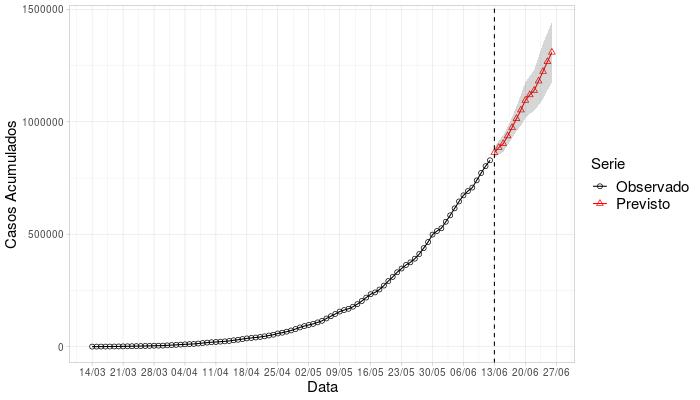 1500000
1000000
500000
0
Casos Acumulados
14/03 21/03 28/03 04/04 11/04 18/04 25/04 02/05 09/05 16/05 23/05 30/05 06/06 13/06 20/06 27/06
Data
Serie
Observado
Previsto